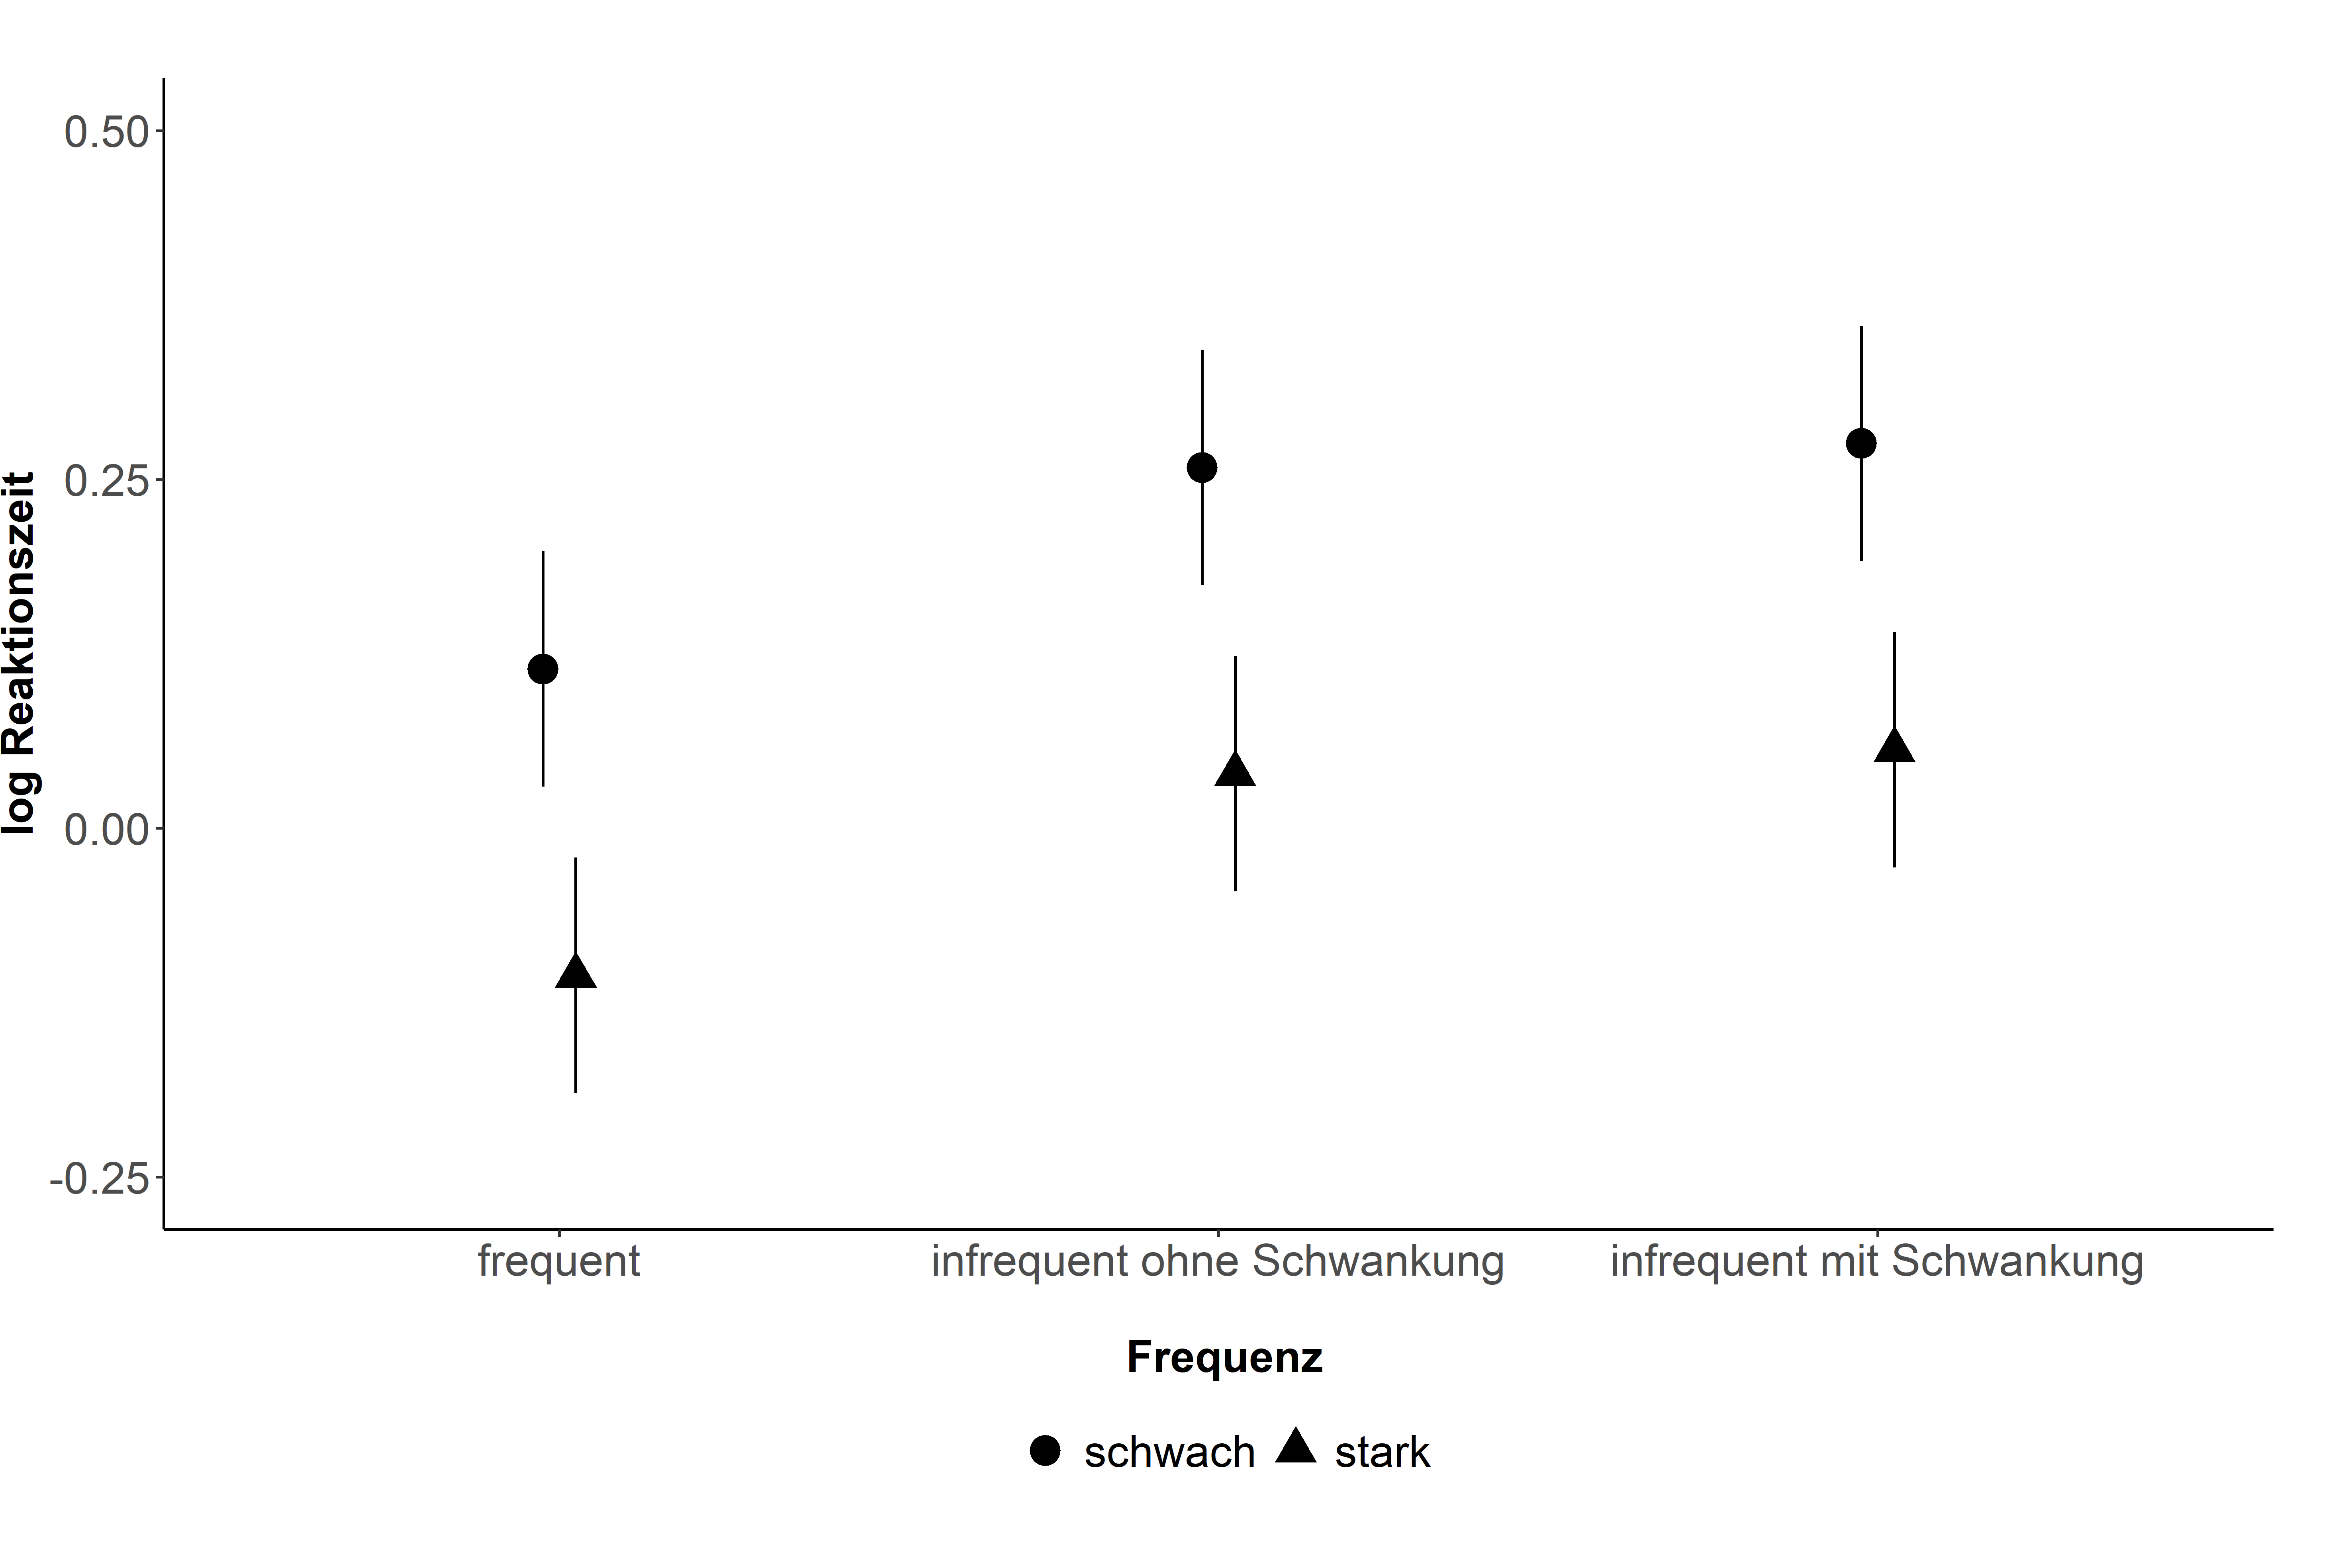 log Reaktionszeit
0.50
0.25
0.00
-0.25
frequent
infrequent ohne Schwankung
infrequent mit Schwankung
Frequenz
schwach
stark